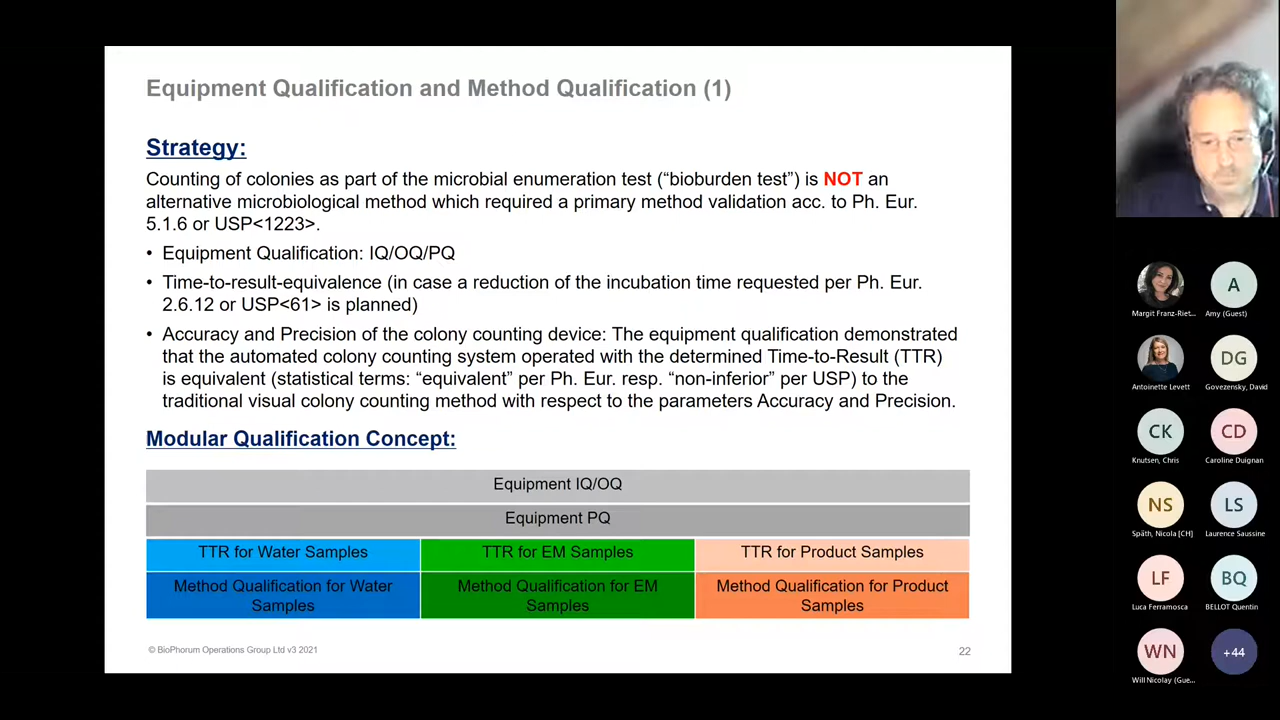 Equipment Qualification and Method Qualification (1)
Strategy:
Counting of colonies as part of the microbial enumeration test (“bioburden test”) is NOT an
alternative microbiological method which required a primary method validation acc. to Ph. Eur.
5.1.6 or USP<1223>.
• Equipment Qualification: IQ/OQ/PQ
• Time-to-result-equivalence (in case a reduction of the incubation time requested per Ph. Eur.
2.6.12 or USP<61> is planned)
• Accuracy and Precision of the colony counting device: The equipment qualification demonstrated
that the automated colony counting system operated with the determined Time-to-Result (TTR)
is equivalent (statistical terms: “equivalent” per Ph. Eur. resp. “non-inferior” per USP) to the
traditional visual colony counting method with respect to the parameters Accuracy and Precision.
Modular Qualification Concept:
Equipment IQ/OQ
Equipment PQ
TTR for Water Samples
TTR for EM Samples
TTR for Product Samples
Method Qualification for Water
Samples
Method Qualification for EM
Samples
Method Qualification for Product
Samples
© BioPhorum Operations Group Ltd v3 2021
22
Margit Franz-Riet...
A
Amy (Guest)
Antoinette Levett
DG
Govezensky, David
CK
Knutsen, Chris
CD
Caroline Duignan
NS
Späth, Nicola [CH]
LS
Laurence Saussine
LF
Luca Ferramosca
BQ
BELLOT Quentin
WN
Will Nicolay (Gue...
+44